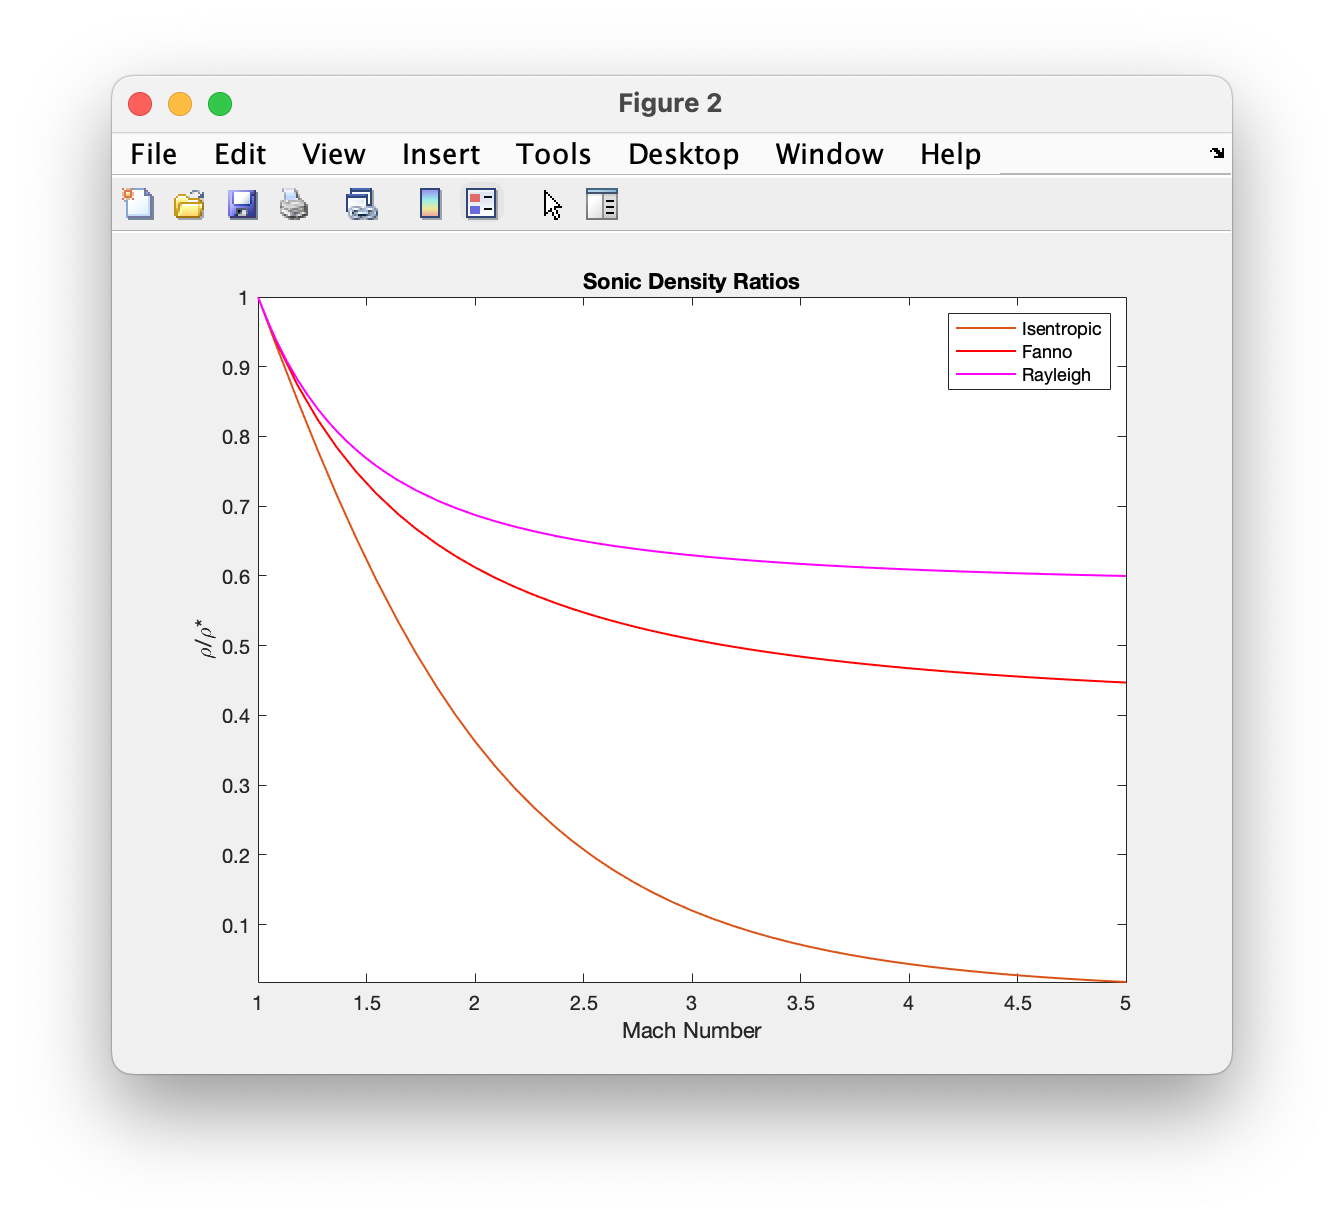 Figure 2
File Edit View Insert Tools Desktop Window Help
Sonic Density Ratios
1
0.9
0.8
0.7
0.6
0.5
0.4
0.3
0.2
0.1
ρ/ρ*
Isentropic
Fanno
Rayleigh
1 1.5 2 2.5 3 3.5 4 4.5 5
Mach Number